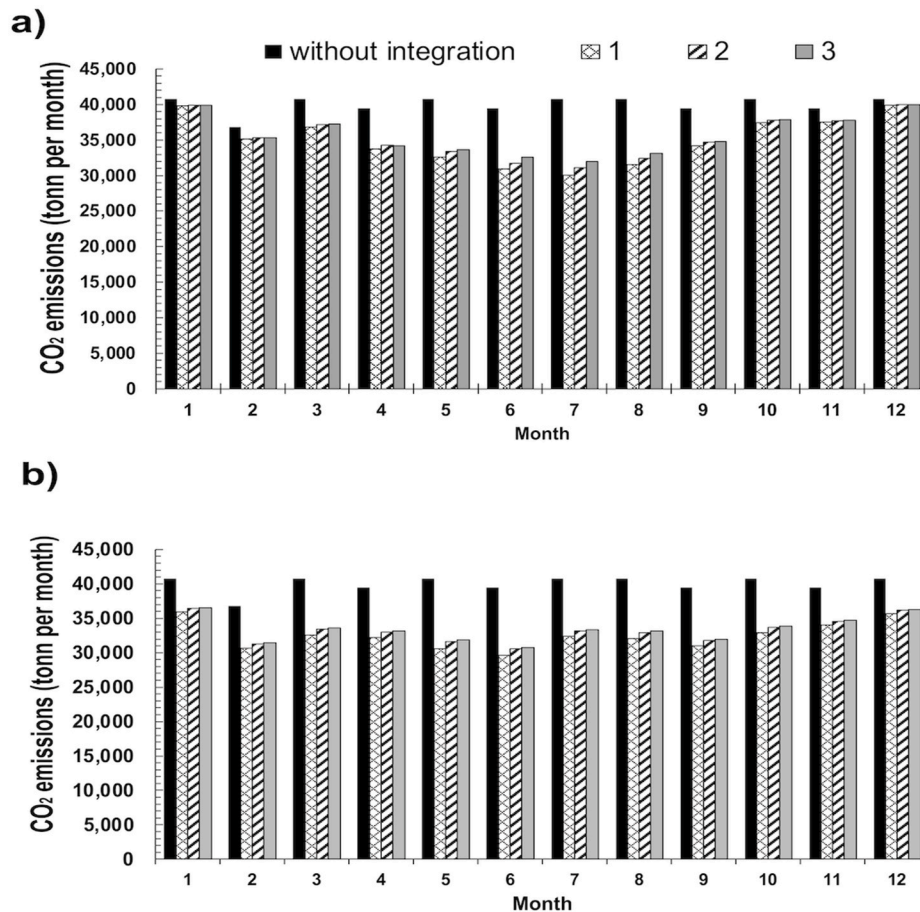 a)
without integration 1 2 3
CO₂ emissions (tonn per month)
45,000
40,000
35,000
30,000
25,000
20,000
15,000
10,000
5,000
0
1 2 3 4 5 6 7 8 9 10 11 12
Month
b)
CO₂ emissions (tonn per month)
45,000
40,000
35,000
30,000
25,000
20,000
15,000
10,000
5,000
0
1 2 3 4 5 6 7 8 9 10 11 12
Month